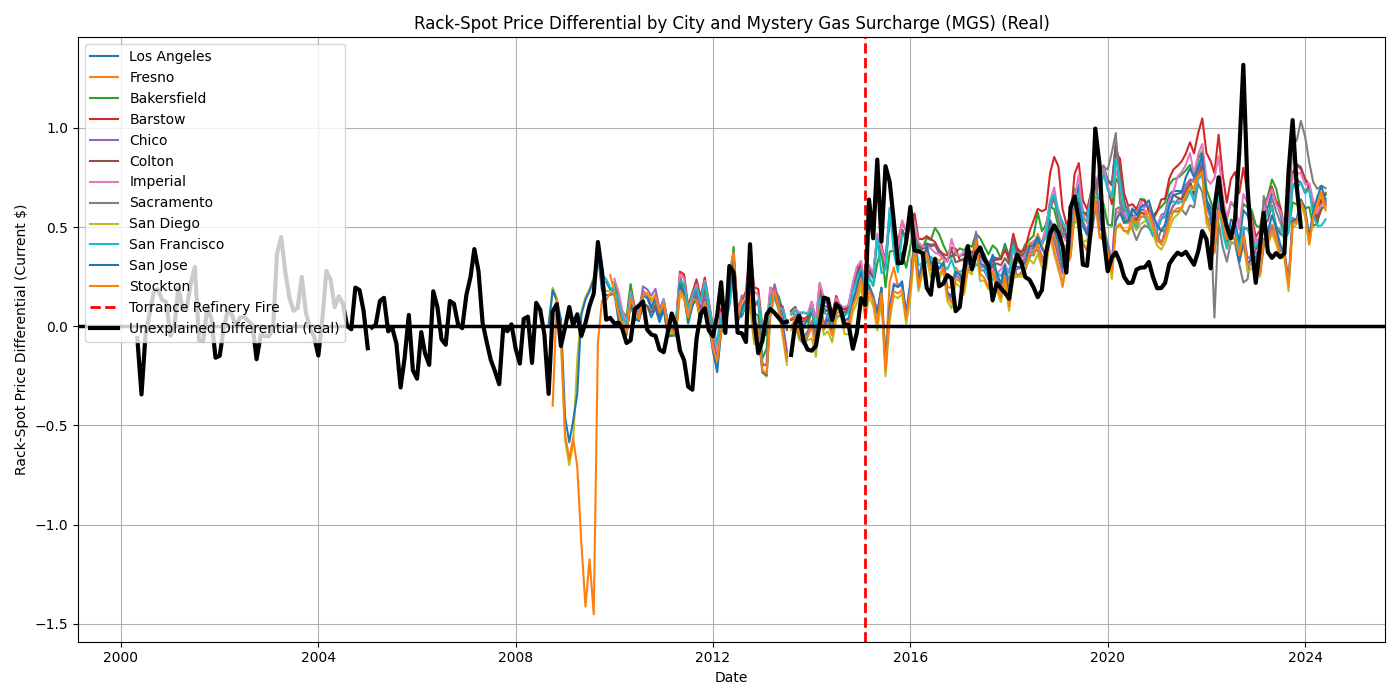 Rack-Spot Price Differential by City and Mystery Gas Surcharge (MGS) (Real)
Rack-Spot Price Differential (Current $)
1.0
0.5
0.0
−0.5
−1.0
−1.5
Los Angeles
Fresno
Bakersfield
Barstow
Chico
Colton
Imperial
Sacramento
San Diego
San Francisco
San Jose
Stockton
Torrance Refinery Fire
Unexplained Differential (real)
2000 2004 2008 2012 2016 2020 2024
Date